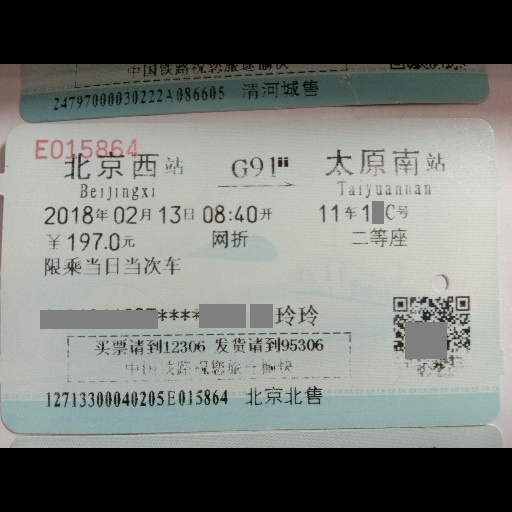 中国铁路祝您旅途愉快
24797000030222A086605 清河城售
E015864
北京西站 G91 太原南站
Beijingxi Taiyuannan
2018年02月13日08:40开 11车1 C号
￥197.0元 网折 二等座
限乘当日当次车
**** 玲玲
买票请到12306 发货请到95306
中国铁路祝您旅途愉快
12713300040205E015864 北京北售